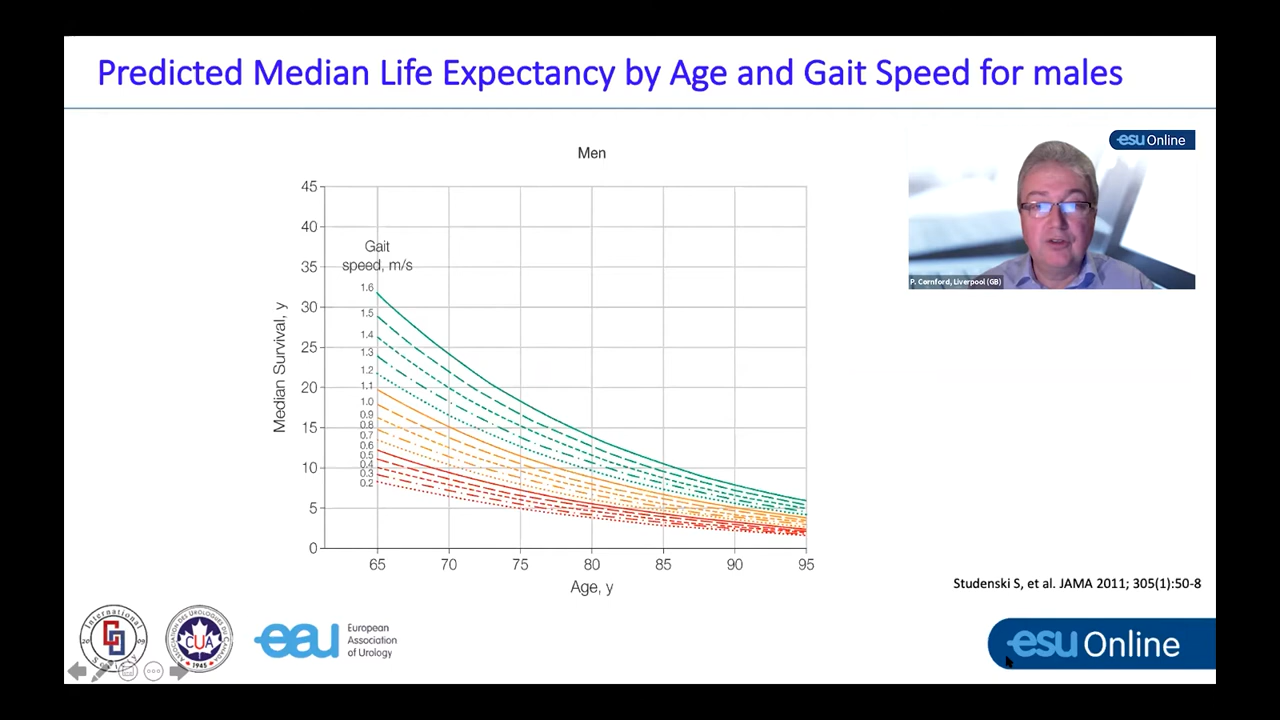 Predicted Median Life Expectancy by Age and Gait Speed for males
esu Online
P. Cornford, Liverpool (GB)
Men
Median Survival, y
45
40
35
30
25
20
15
10
5
0
Gait
speed, m/s
1.6
1.5
1.4
1.3
1.2
1.1
1.0
0.9
0.8
0.7
0.6
0.5
0.4
0.3
0.2
65 70 75 80 85 90 95
Age, y
Studenski S, et al. JAMA 2011; 305(1):50-8
International
Society
CUA
1945
eau
European
Association
of Urology
esu Online